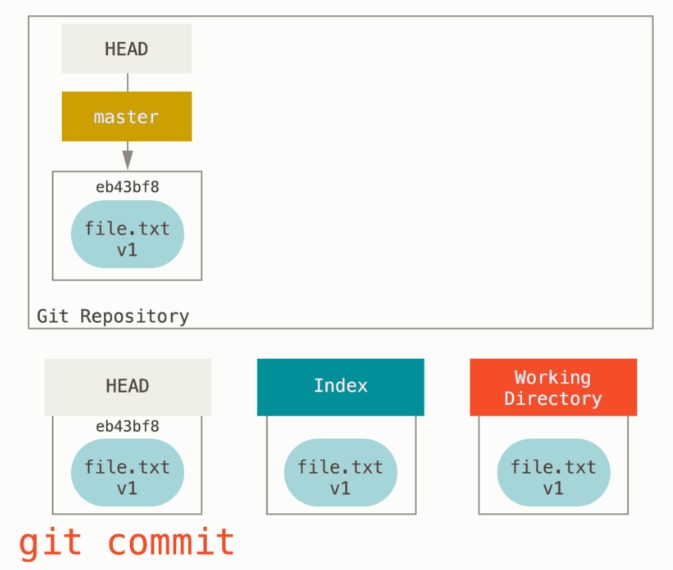 HEAD
master
eb43bf8
file.txt
v1
Git Repository
HEAD
Index
Working
Directory
eb43bf8
file.txt
v1
file.txt
v1
file.txt
v1
git commit